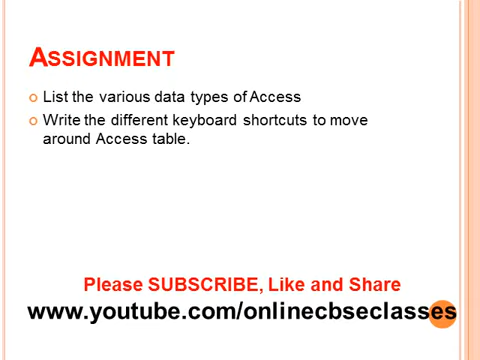 ASSIGNMENT
List the various data types of Access
Write the different keyboard shortcuts to move
around Access table.
Please SUBSCRIBE, Like and Share
www.youtube.com/onlinecbseclasses